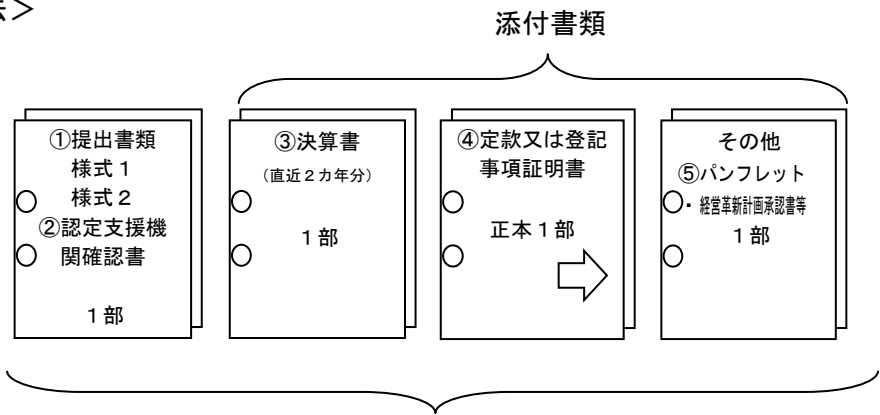 ＞
添付書類
①提出書類
様式１
様式２
②認定支援機
関確認書
１部
③決算書
（直近２カ年分）
１部
④定款又は登記
事項証明書
正本１部
その他
⑤パンフレット
・経営革新計画承認書等
１部